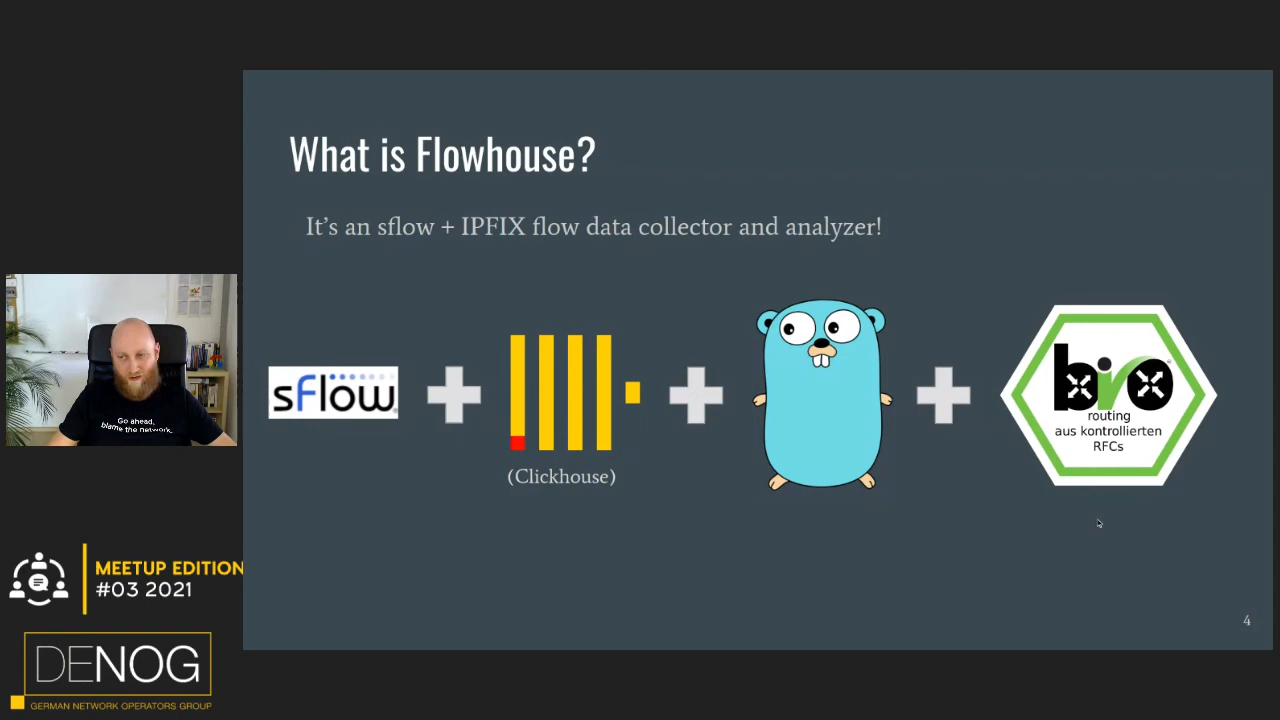 What is Flowhouse?
It's an sflow + IPFIX flow data collector and analyzer!
sFlow
(Clickhouse)
bio
routing
aus kontrollierten
RFCs
4
Go ahead,
blame the network.
MEETUP EDITION
#03 2021
DENOG
GERMAN NETWORK OPERATORS GROUP